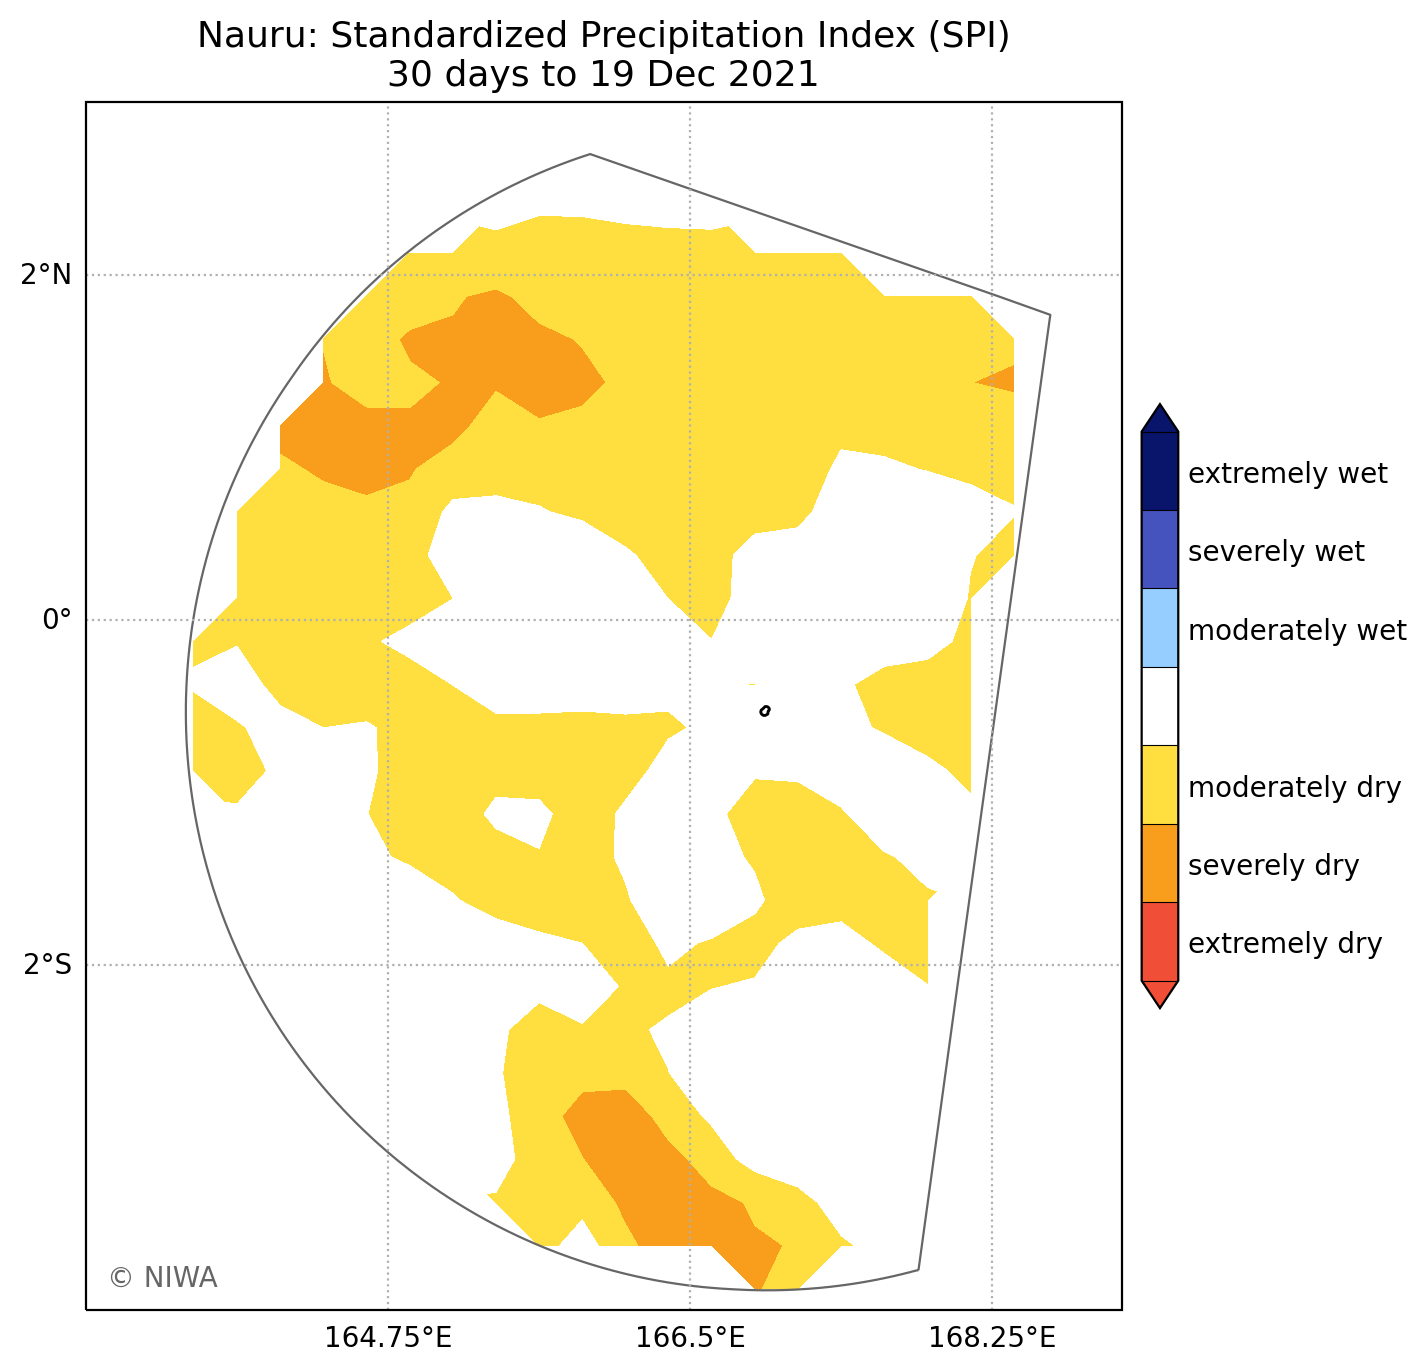 Nauru: Standardized Precipitation Index (SPI)
30 days to 19 Dec 2021
2°N
0°
2°S
164.75°E
166.5°E
168.25°E
© NIWA
extremely wet
severely wet
moderately wet
moderately dry
severely dry
extremely dry